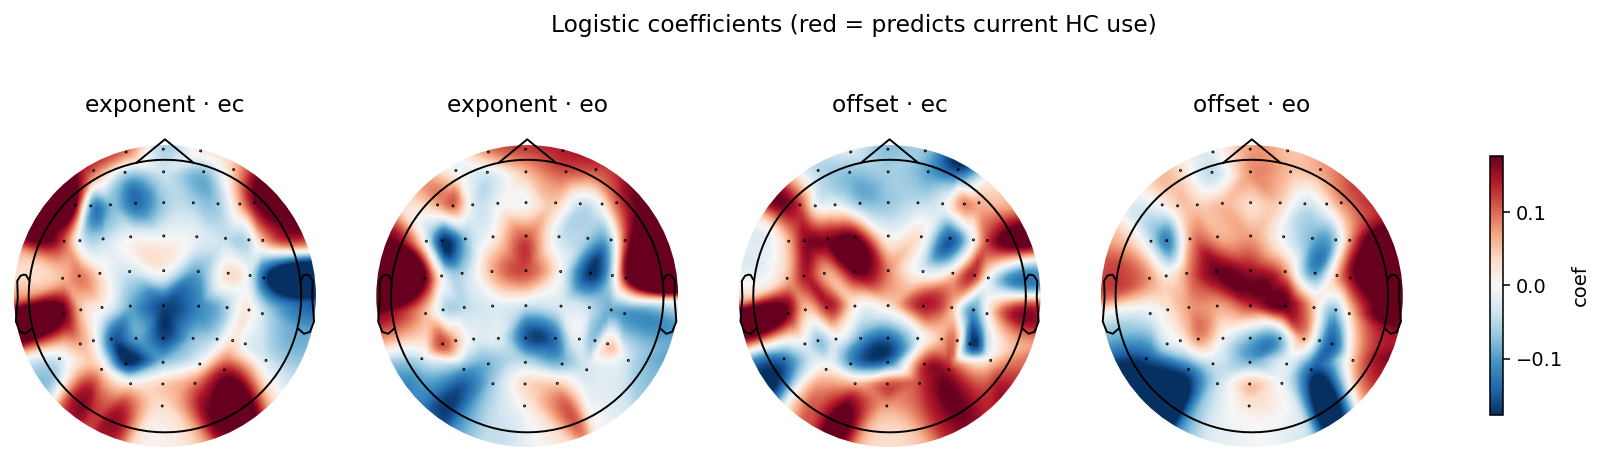 Logistic coefficients (red = predicts current HC use)
exponent · ec
exponent · eo
offset · ec
offset · eo
0.1
0.0
−0.1
coef